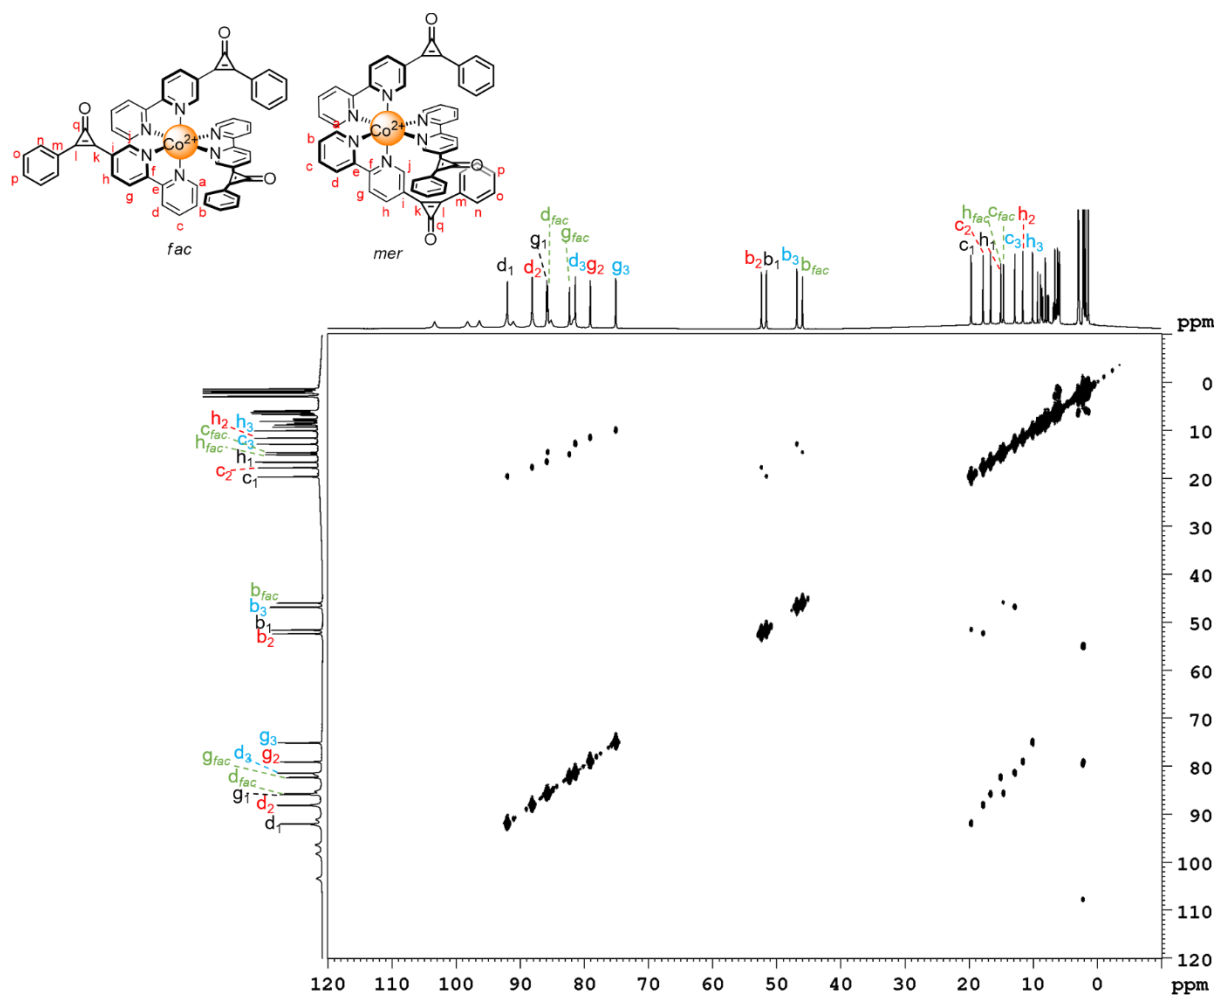 O
O
O
q
n
o
m
l
k
p
j
i
h
g
f
e
d
c
b
a
N
N
N
N
N
N
Co2+
O
fac
O
N
N
N
N
N
N
Co2+
a
b
c
d
e
f
g
h
i
j
k
l
m
n
o
p
q
O
O
mer
d1
d2
g1
dfac
gfac
d3
g2
g3
b2
b1
b3
bfac
c1
c2
h1
hfac
cfac
c3
h2
h3
ppm
h2
h3
cfac
c3
hfac
h1
c2
c1
bfac
b3
b1
b2
g3
d3
g2
gfac
dfac
g1
d2
d1
0
10
20
30
40
50
60
70
80
90
100
110
120
120 110 100 90 80 70 60 50 40 30 20 10 0 ppm